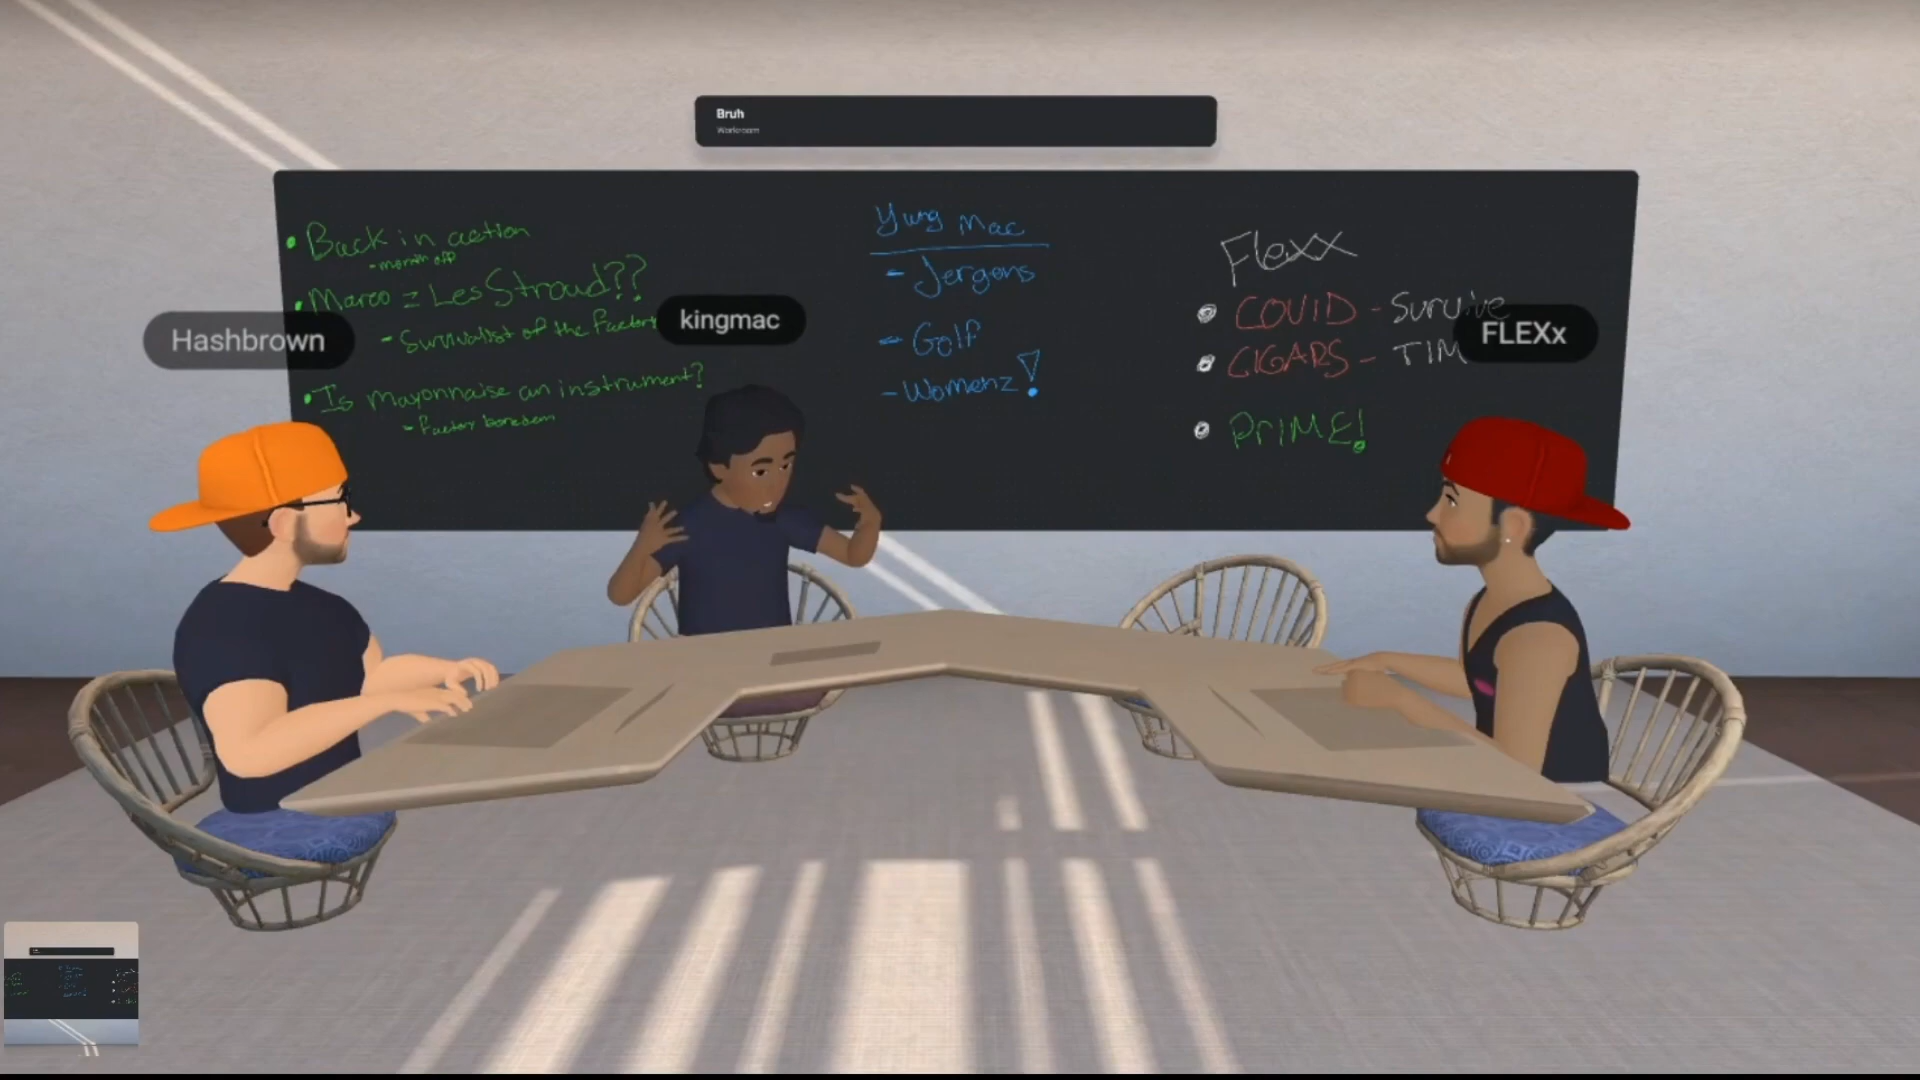 Bruh
Workroom
• Back in action
- month off
• Marco z Les Stroud??
- Survivalist of the Factory
• Is mayonnaise an instrument?
- Factory boredom
Yung Mac
- Jergens
- Golf
- Womenz!
Flexx
COVID - Survive
CIGARS - TIM
PriME!
Hashbrown
kingmac
FLEXx